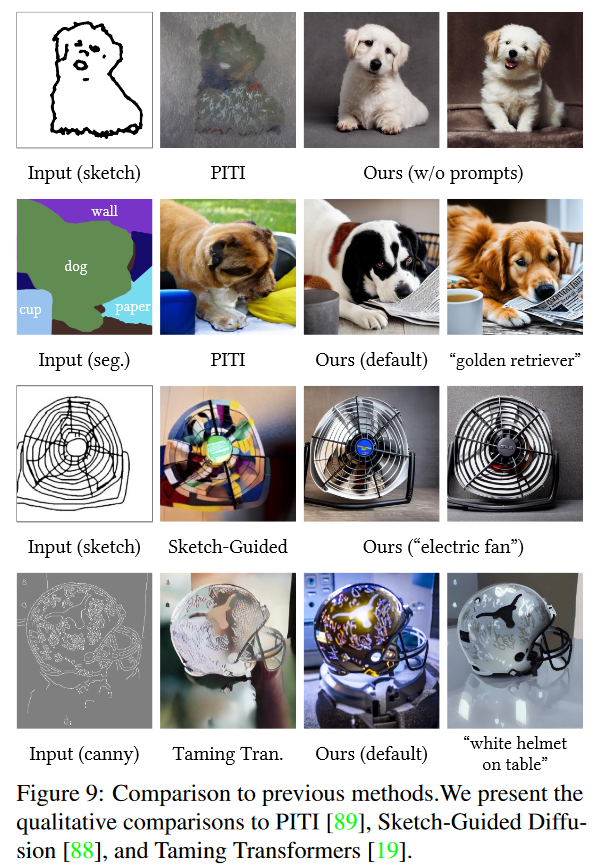 Input (sketch)
PITI
Ours (w/o prompts)
wall
dog
cup
paper
Input (seg.)
PITI
Ours (default)
“golden retriever”
Input (sketch)
Sketch-Guided
Ours (“electric fan”)
Input (canny)
Taming Tran.
Ours (default)
“white helmet
on table”
Figure 9: Comparison to previous methods.We present the
qualitative comparisons to PITI [89], Sketch-Guided Diffu-
sion [88], and Taming Transformers [19].